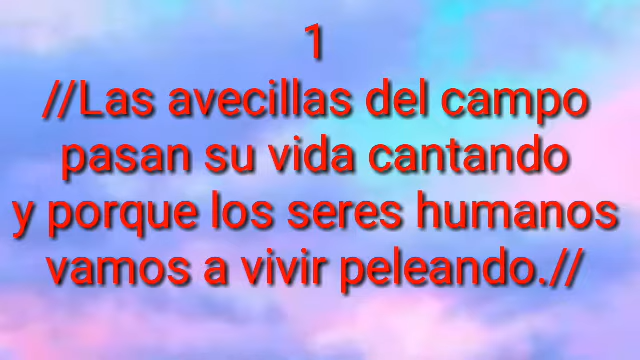 1
//Las avecillas del campo
pasan su vida cantando
y porque los seres humanos
vamos a vivir peleando.//